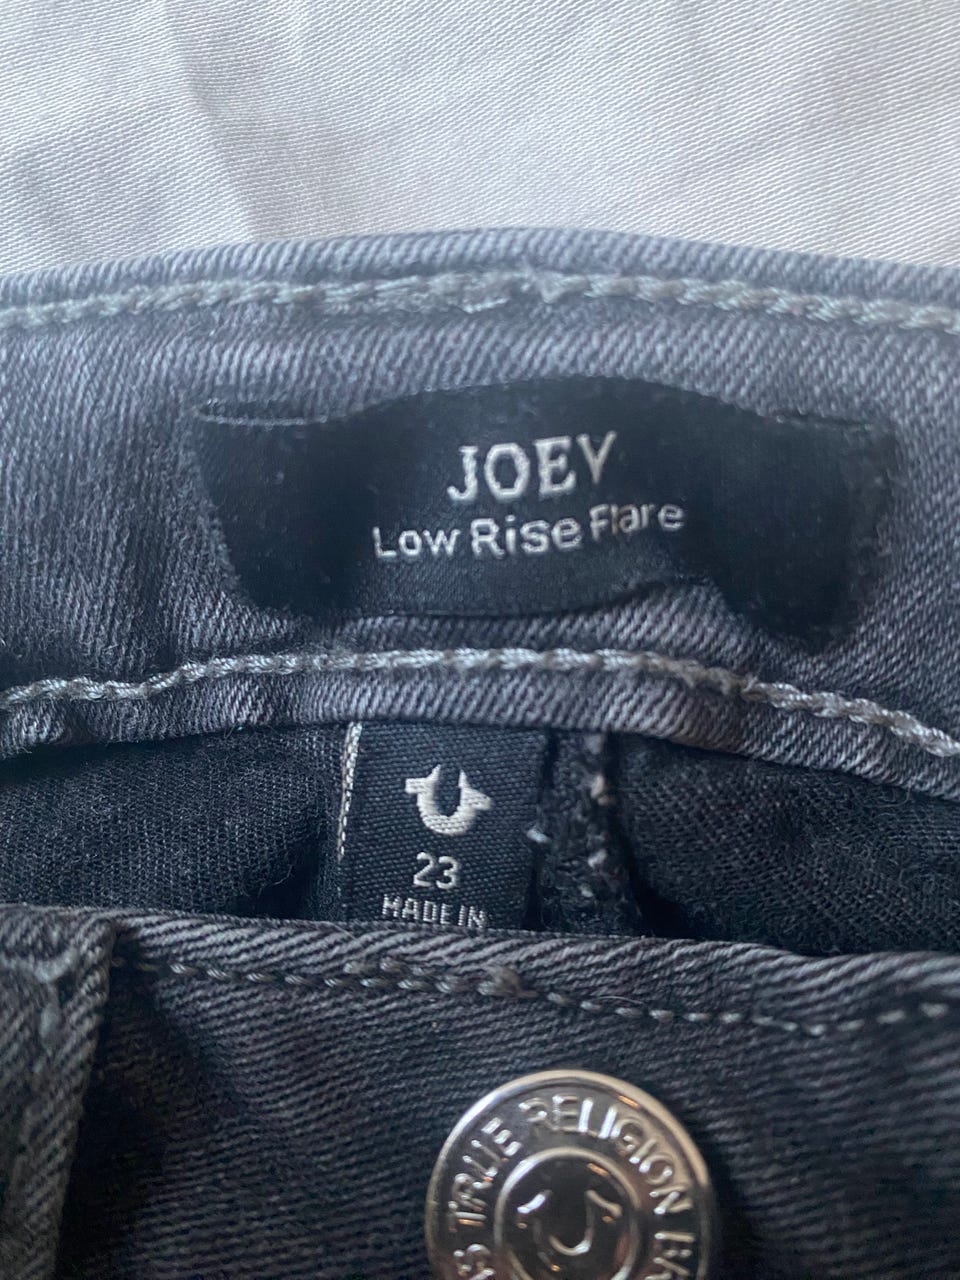 JOEY
Low Rise Flare
23
MADE IN
TRUE RELIGION